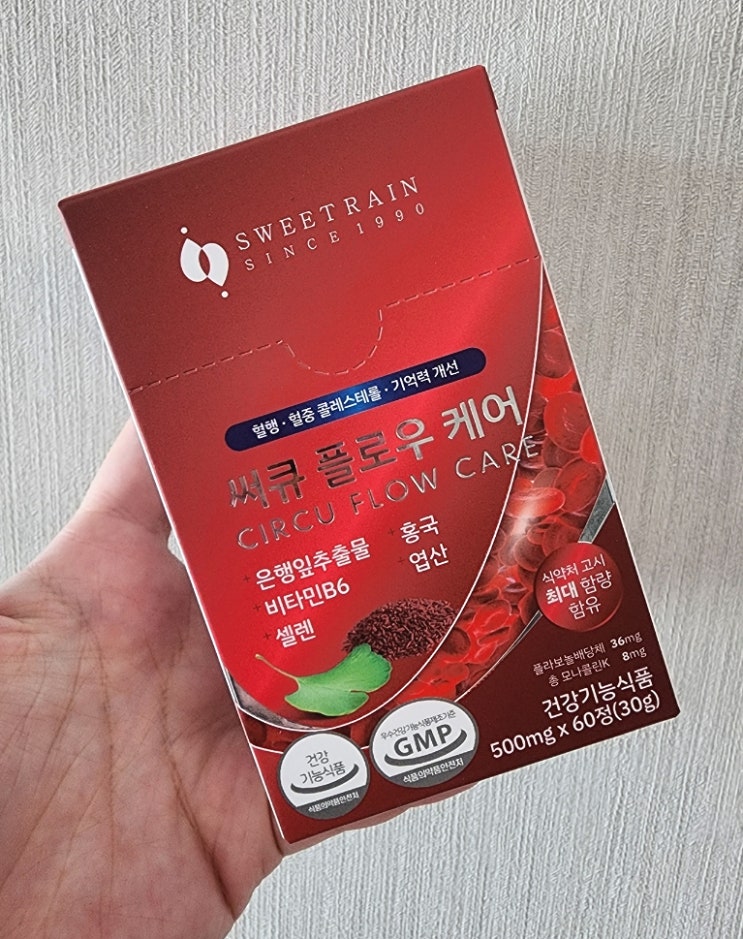 SWEETRAIN
SINCE 1990
혈행 · 혈중 콜레스테롤 · 기억력 개선
써큐 플로우 케어
CIRCU FLOW CARE
은행잎추출물
비타민B6
셀렌
홍국
엽산
식약처 고시
최대 함량
함유
플라보놀배당체 36mg
총 모나콜린K 8mg
건강기능식품
500mg x 60정(30g)
건강
기능식품
식품의약품안전처
우수건강기능식품제조기준
GMP
식품의약품안전처